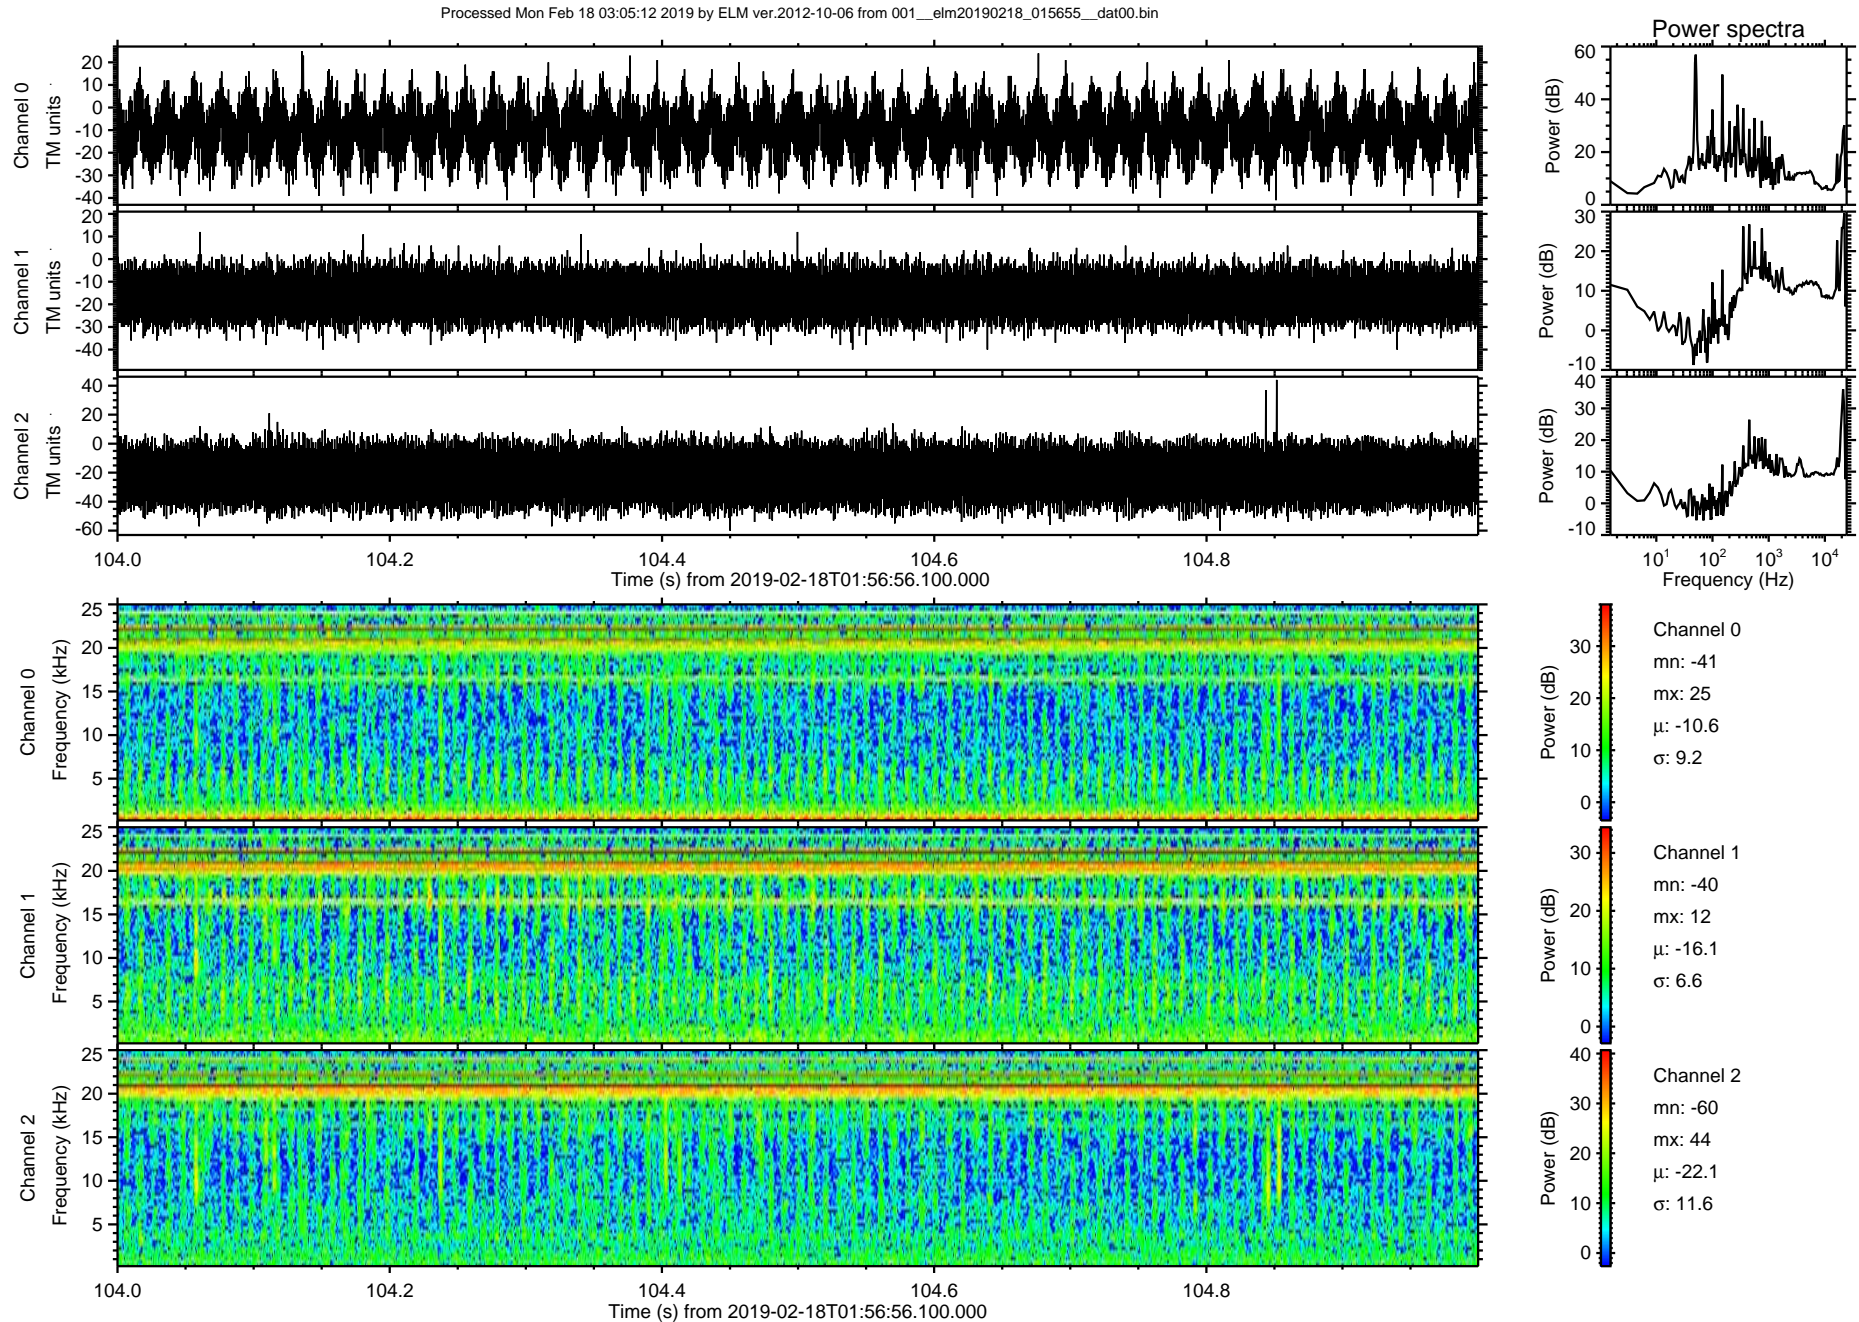 Processed Mon Feb 18 03:05:12 2019 by ELM ver.2012-10-06 from 001__elm20190218_015655__dat00.bin
Power spectra
Channel 0
TM units
20
10
0
-10
-20
-30
-40
Power (dB)
60
40
20
0
Channel 1
TM units
20
10
0
-10
-20
-30
-40
Power (dB)
30
20
10
0
-10
Channel 2
TM units
40
20
0
-20
-40
-60
Power (dB)
40
30
20
10
0
-10
104.0 104.2 104.4 104.6 104.8
Time (s) from 2019-02-18T01:56:56.100.000
10^1 10^2 10^3 10^4
Frequency (Hz)
Channel 0
Frequency (kHz)
25
20
15
10
5
Power (dB)
30
20
10
0
Channel 0
mn: -41
mx: 25
μ: -10.6
σ: 9.2
Channel 1
Frequency (kHz)
25
20
15
10
5
Power (dB)
30
20
10
0
Channel 1
mn: -40
mx: 12
μ: -16.1
σ: 6.6
Channel 2
Frequency (kHz)
25
20
15
10
5
Power (dB)
40
30
20
10
0
Channel 2
mn: -60
mx: 44
μ: -22.1
σ: 11.6
104.0 104.2 104.4 104.6 104.8
Time (s) from 2019-02-18T01:56:56.100.000